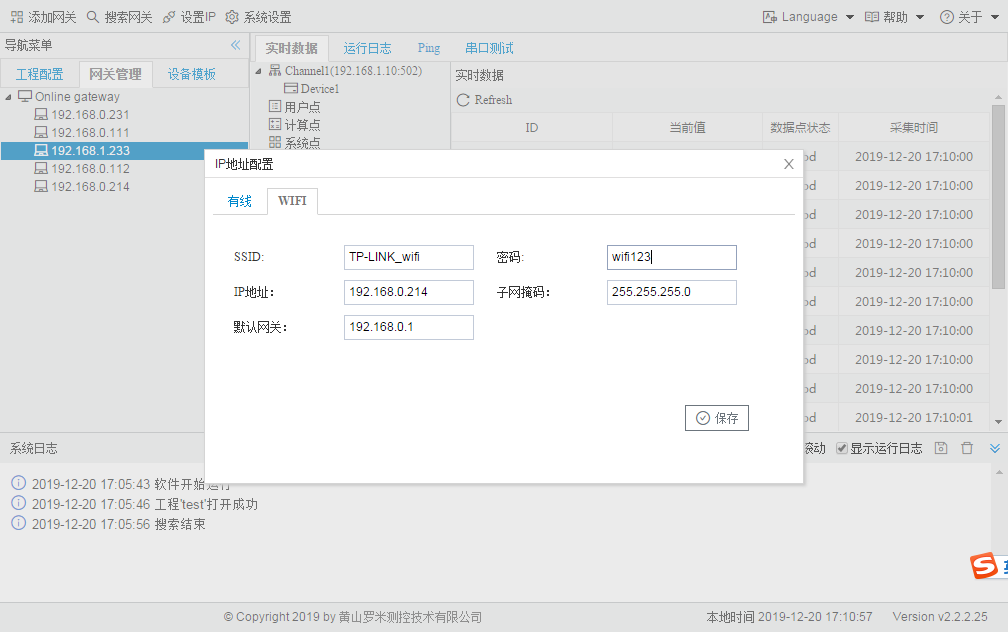 添加网关 搜索网关 设置IP 系统设置 Language 帮助 关于
导航菜单
工程配置 网关管理 设备模板
Online gateway
192.168.0.231
192.168.0.111
192.168.1.233
192.168.0.112
192.168.0.214
实时数据 运行日志 Ping 串口测试
Channel1(192.168.1.10:502)
Device1
用户点
计算点
系统点
实时数据
Refresh
ID 当前值 数据点状态 采集时间
od 2019-12-20 17:10:00
od 2019-12-20 17:10:00
od 2019-12-20 17:10:00
od 2019-12-20 17:10:00
od 2019-12-20 17:10:00
od 2019-12-20 17:10:00
od 2019-12-20 17:10:00
od 2019-12-20 17:10:00
od 2019-12-20 17:10:00
od 2019-12-20 17:10:01
IP地址配置
有线 WIFI
SSID: TP-LINK_wifi 密码: wifi123
IP地址: 192.168.0.214 子网掩码: 255.255.255.0
默认网关: 192.168.0.1
保存
系统日志 滚动 显示运行日志
2019-12-20 17:05:43 软件开始运行
2019-12-20 17:05:46 工程'test'打开成功
2019-12-20 17:05:56 搜索结束
© Copyright 2019 by 黄山罗米测控技术有限公司 本地时间 2019-12-20 17:10:57 Version v2.2.2.25